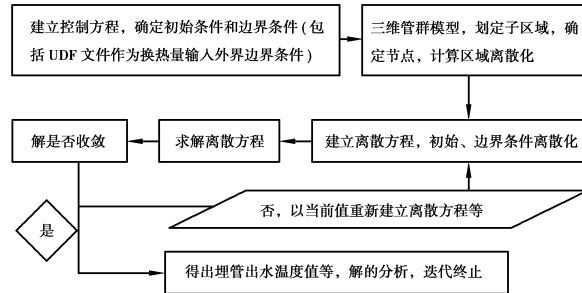 建立控制方程，确定初始条件和边界条件（包
括 UDF 文件作为换热量输入外界边界条件）
三维管群模型，划定子区域，确
定节点，计算区域离散化
解是否收敛
求解离散方程
建立离散方程，初始、边界条件离散化
否，以当前值重新建立离散方程等
是
得出埋管出水温度值等，解的分析，迭代终止